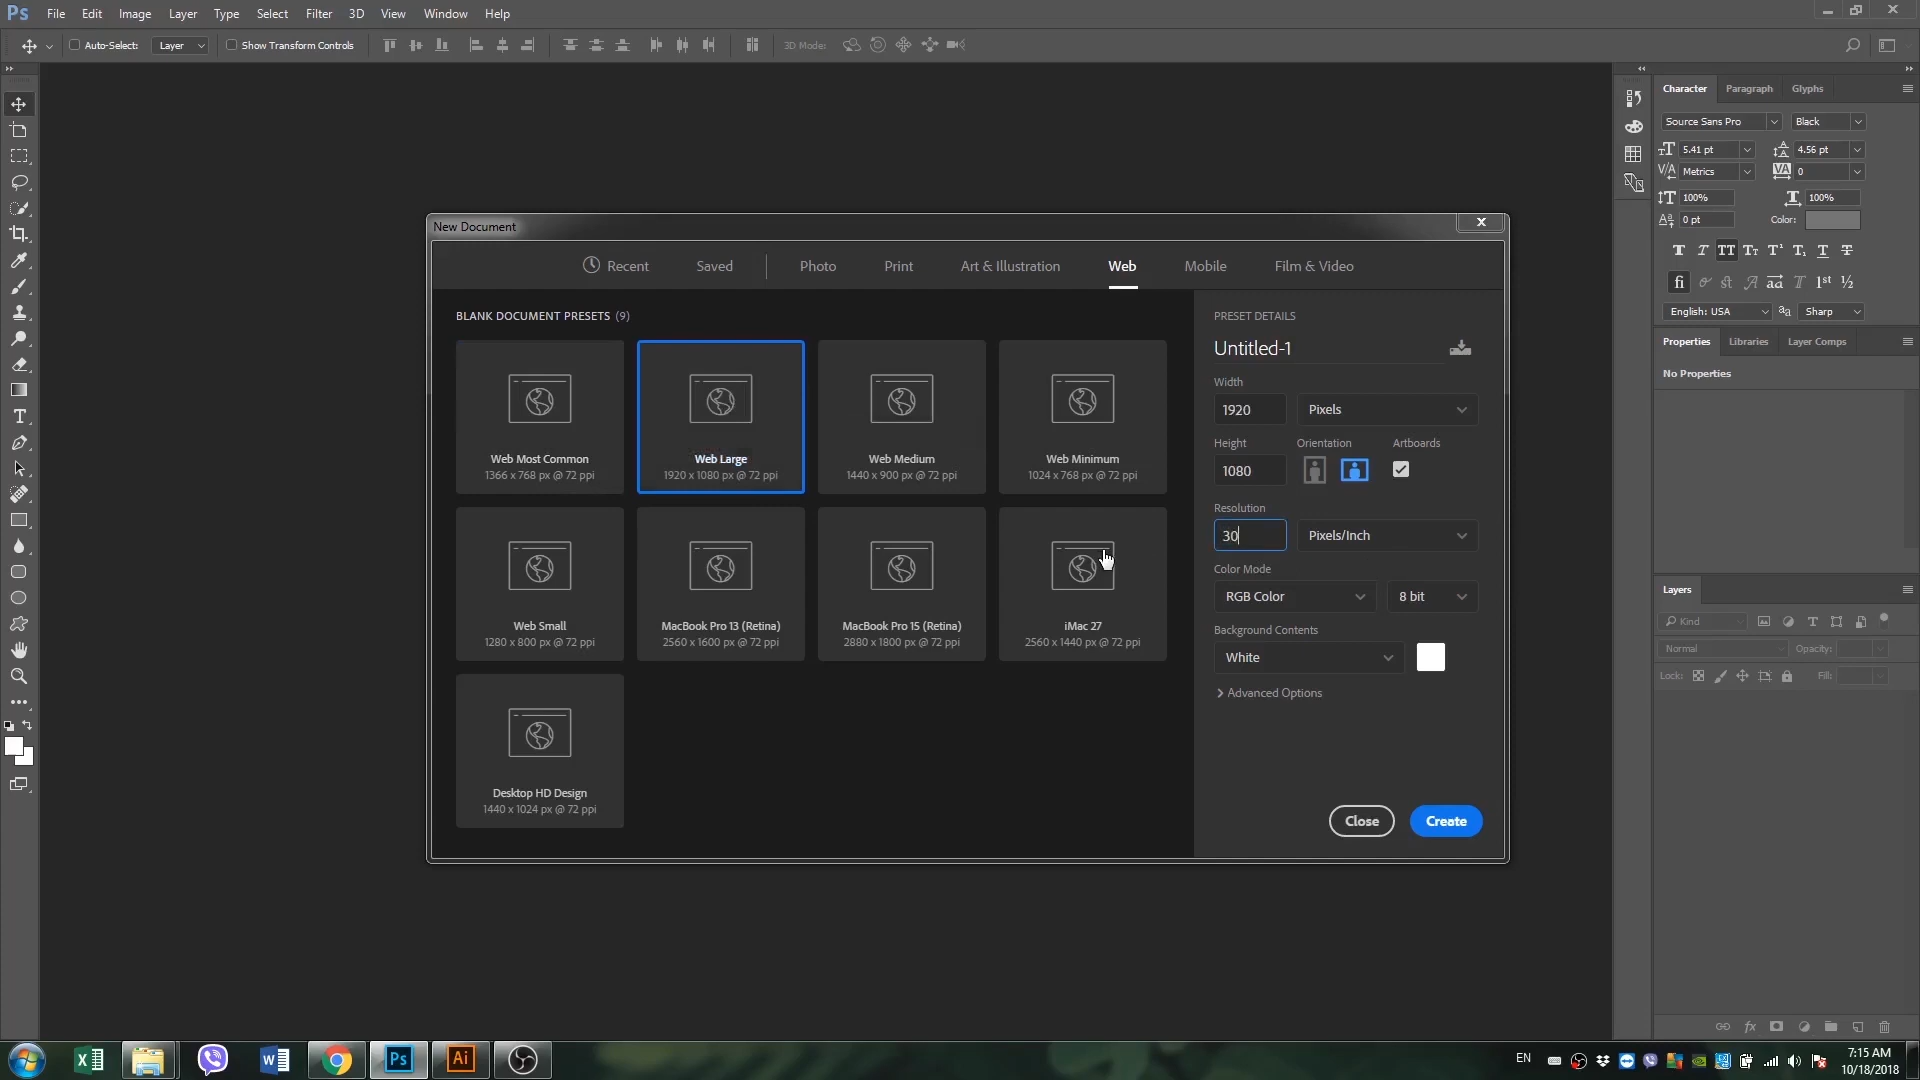 Ps File Edit Image Layer Type Select Filter 3D View Window Help
Auto-Select: Layer Show Transform Controls 3D Mode:
Character Paragraph Glyphs
Source Sans Pro Black
5.41 pt 4.56 pt
Metrics 0
100% 100%
0 pt Color:
English: USA Sharp
Properties Libraries Layer Comps
No Properties
Layers
Kind
Normal Opacity:
Lock: Fill:
New Document
Recent Saved Photo Print Art & Illustration Web Mobile Film & Video
BLANK DOCUMENT PRESETS (9)
Web Most Common
1366 x 768 px @ 72 ppi
Web Large
1920 x 1080 px @ 72 ppi
Web Medium
1440 x 900 px @ 72 ppi
Web Minimum
1024 x 768 px @ 72 ppi
Web Small
1280 x 800 px @ 72 ppi
MacBook Pro 13 (Retina)
2560 x 1600 px @ 72 ppi
MacBook Pro 15 (Retina)
2880 x 1800 px @ 72 ppi
iMac 27
2560 x 1440 px @ 72 ppi
Desktop HD Design
1440 x 1024 px @ 72 ppi
PRESET DETAILS
Untitled-1
Width
1920 Pixels
Height Orientation Artboards
1080
Resolution
30 Pixels/Inch
Color Mode
RGB Color 8 bit
Background Contents
White
Advanced Options
Close Create
Ps Ai
EN
7:15 AM
10/18/2018